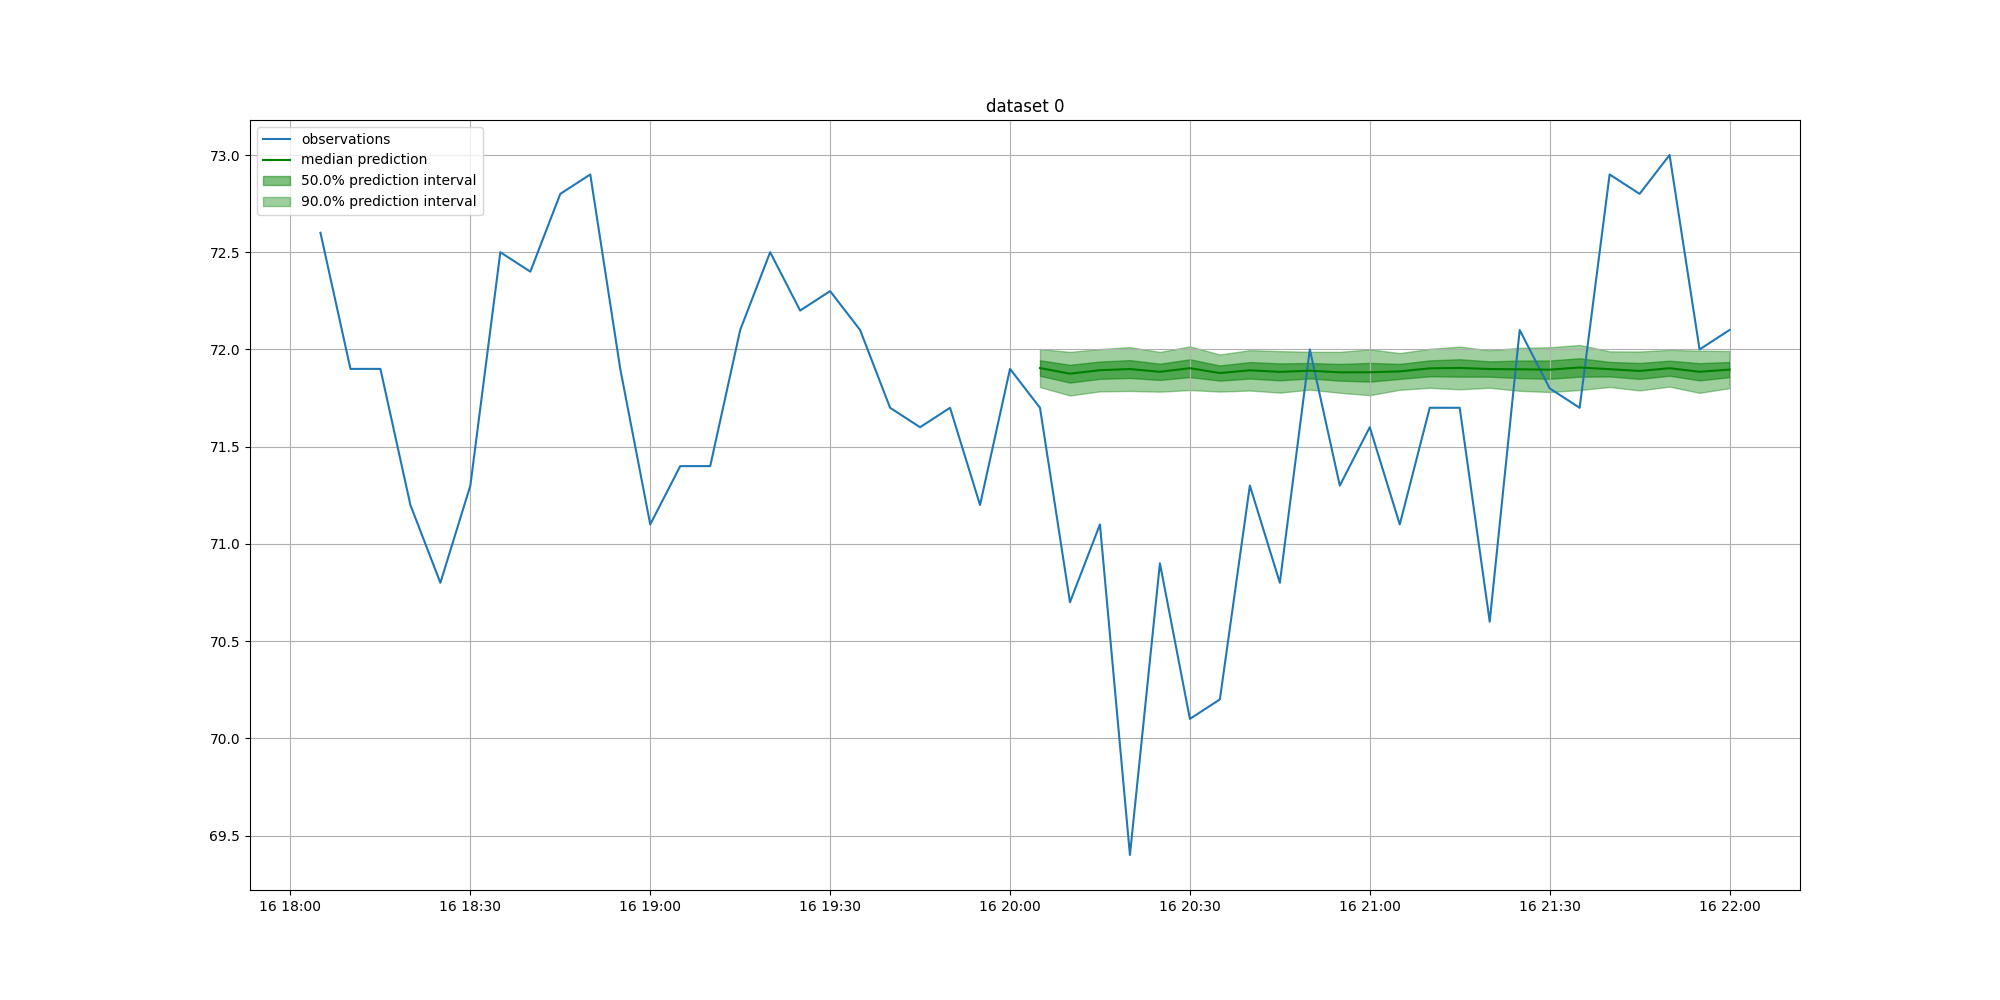 dataset 0
observations
median prediction
50.0% prediction interval
90.0% prediction interval
73.0
72.5
72.0
71.5
71.0
70.5
70.0
69.5
16 18:00 16 18:30 16 19:00 16 19:30 16 20:00 16 20:30 16 21:00 16 21:30 16 22:00